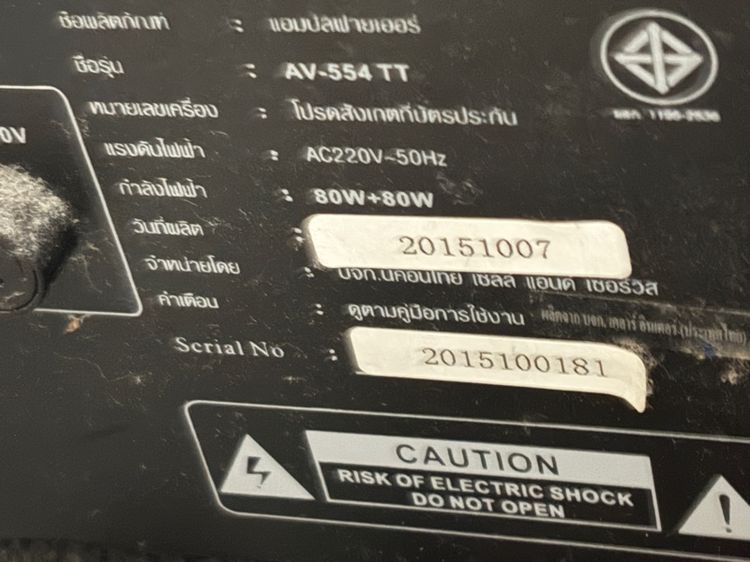 ชื่อผลิตภัณฑ์ : แอมป์ลิฟายเออร์
ชื่อรุ่น : AV-554 TT
หมายเลขเครื่อง : โปรดสังเกตที่บัตรประกัน
0V
แรงดันไฟฟ้า : AC220V~50Hz
กำลังไฟฟ้า : 80W+80W
วันที่ผลิต : 20151007
จำหน่ายโดย : บจก.นคอนไทย เซลส์ แอนด์ เซอร์วิส
คำเตือน : ดูตามคู่มือการใช้งาน
Serial No : 2015100181
CAUTION
RISK OF ELECTRIC SHOCK
DO NOT OPEN